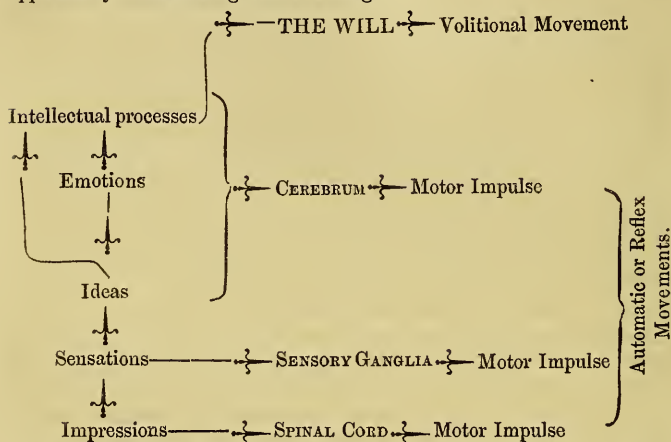 THE WILL Volitional Movement
Intellectual processes
Emotions
CEREBRUM Motor Impulse
Ideas
Sensations SENSORY GANGLIA Motor Impulse
Impressions SPINAL CORD Motor Impulse
Automatic or Reflex
Movements.